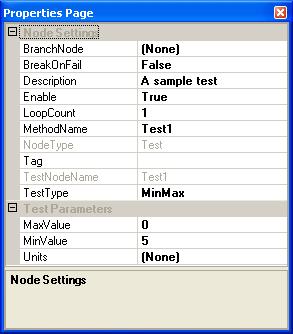 Properties Page
Node Settings
BranchNode (None)
BreakOnFail False
Description A sample test
Enable True
LoopCount 1
MethodName Test1
NodeType Test
Tag
TestNodeName Test1
TestType MinMax
Test Parameters
MaxValue 0
MinValue 5
Units (None)
Node Settings